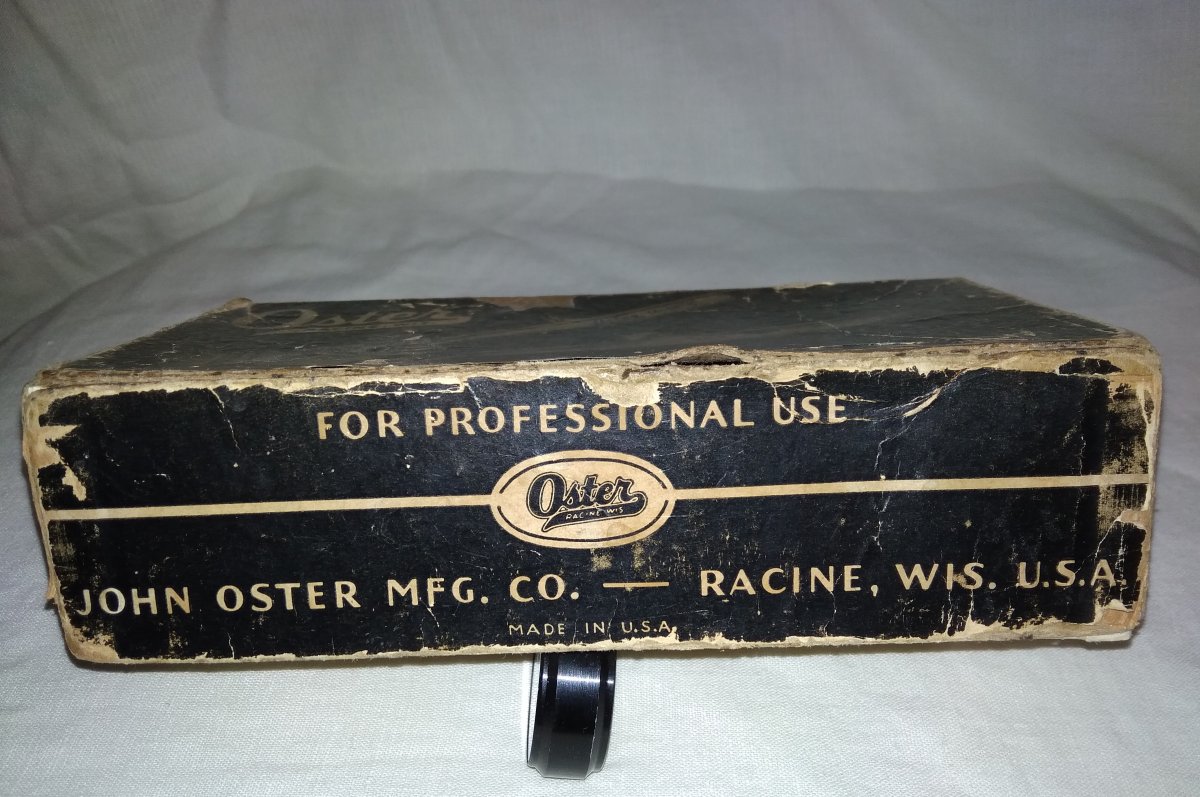 Oster
FOR PROFESSIONAL USE
Oster
RACINE WIS
JOHN OSTER MFG. CO. — RACINE, WIS. U.S.A.
MADE IN U.S.A.